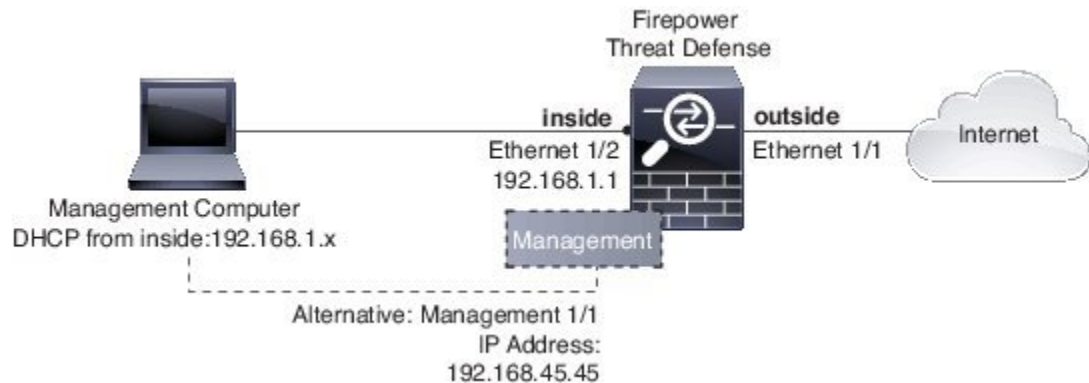 Firepower
Threat Defense
inside
outside
Internet
Ethernet 1/2
Ethernet 1/1
192.168.1.1
Management Computer
DHCP from inside:192.168.1.x
Management
Alternative: Management 1/1
IP Address:
192.168.45.45